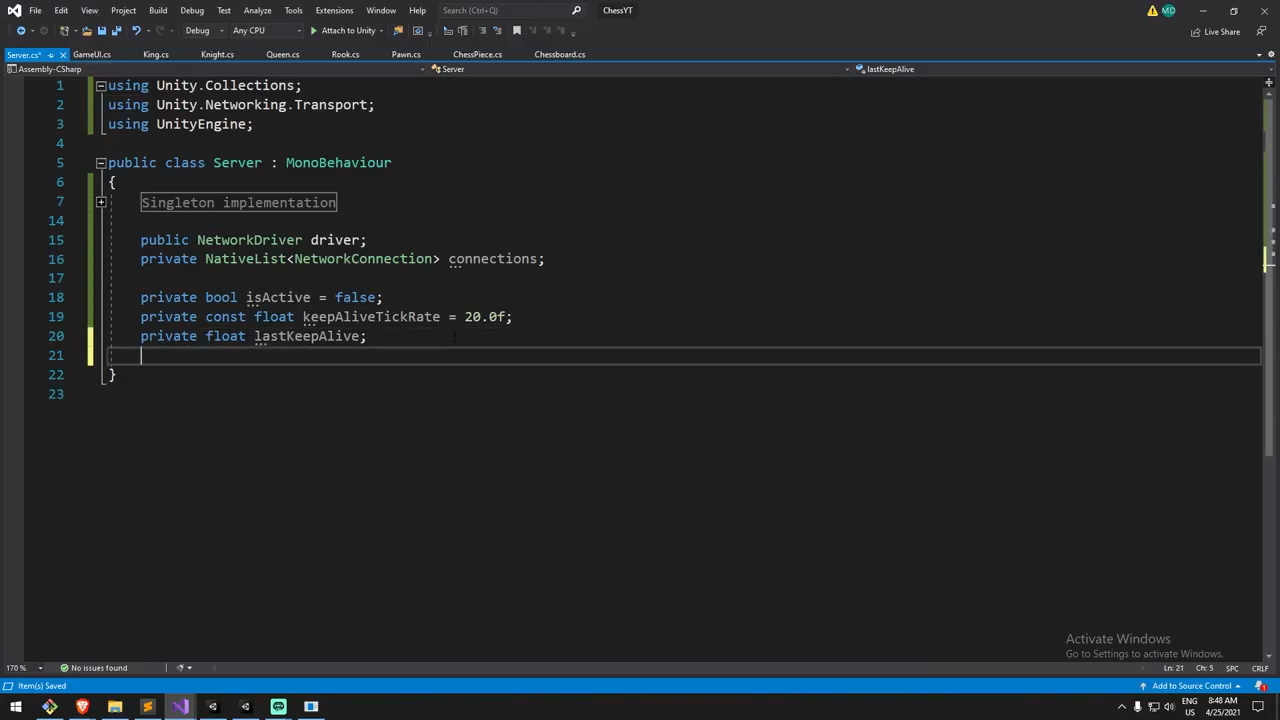 File Edit View Git Project Build Debug Test Analyze Tools Extensions Window Help Search (Ctrl+Q) ChessYT MD
Debug Any CPU Attach to Unity Live Share
Server.cs* GameUI.cs King.cs Knight.cs Queen.cs Rook.cs Pawn.cs ChessPiece.cs Chessboard.cs
Assembly-CSharp Server lastKeepAlive
1 using Unity.Collections;
2 using Unity.Networking.Transport;
3 using UnityEngine;
4
5 public class Server : MonoBehaviour
6 {
7 Singleton implementation
14
15 public NetworkDriver driver;
16 private NativeList<NetworkConnection> connections;
17
18 private bool isActive = false;
19 private const float keepAliveTickRate = 20.0f;
20 private float lastKeepAlive;
21
22 }
23
Activate Windows
Go to Settings to activate Windows.
170 % No issues found Ln: 21 Ch: 5 SPC CRLF
Item(s) Saved Add to Source Control 1
ENG 8:48 AM
US 4/25/2021